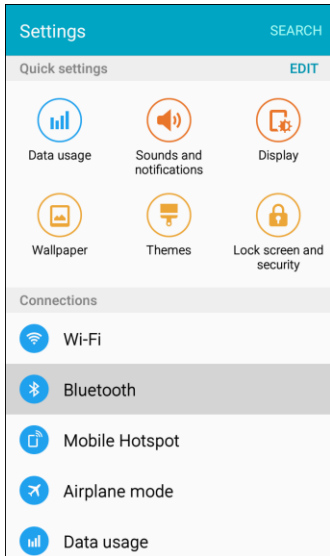 Settings SEARCH
Quick settings EDIT
Data usage
Sounds and
notifications
Display
Wallpaper
Themes
Lock screen and
security
Connections
Wi-Fi
Bluetooth
Mobile Hotspot
Airplane mode
Data usage